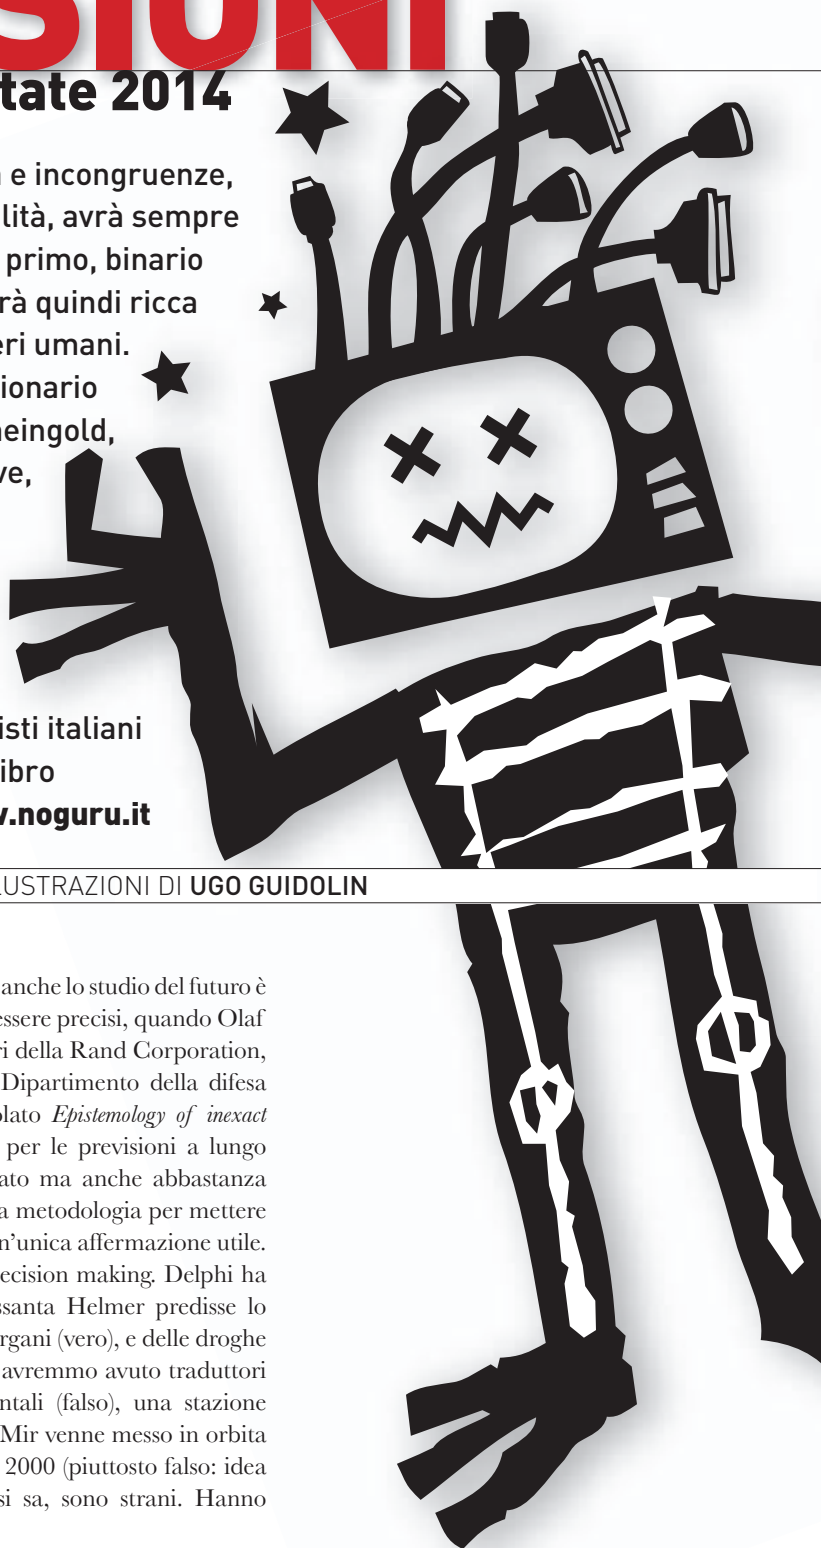 SIONI
tate 2014
e incongruenze,
lità, avrà sempre
primo, binario
rà quindi ricca
eri umani.
ionario
heingold,
ve,
isti italiani
ibro
v.noguru.it
LUSTRAZIONI DI UGO GUIDOLIN
anche lo studio del futuro è
essere precisi, quando Olaf
ri della Rand Corporation,
Dipartimento della difesa
olato Epistemology of inexact
per le previsioni a lungo
ato ma anche abbastanza
a metodologia per mettere
n’unica affermazione utile.
ecision making. Delphi ha
ssanta Helmer predisse lo
rgani (vero), e delle droghe
avremmo avuto traduttori
ntali (falso), una stazione
Mir venne messo in orbita
2000 (piuttosto falso: idea
si sa, sono strani. Hanno